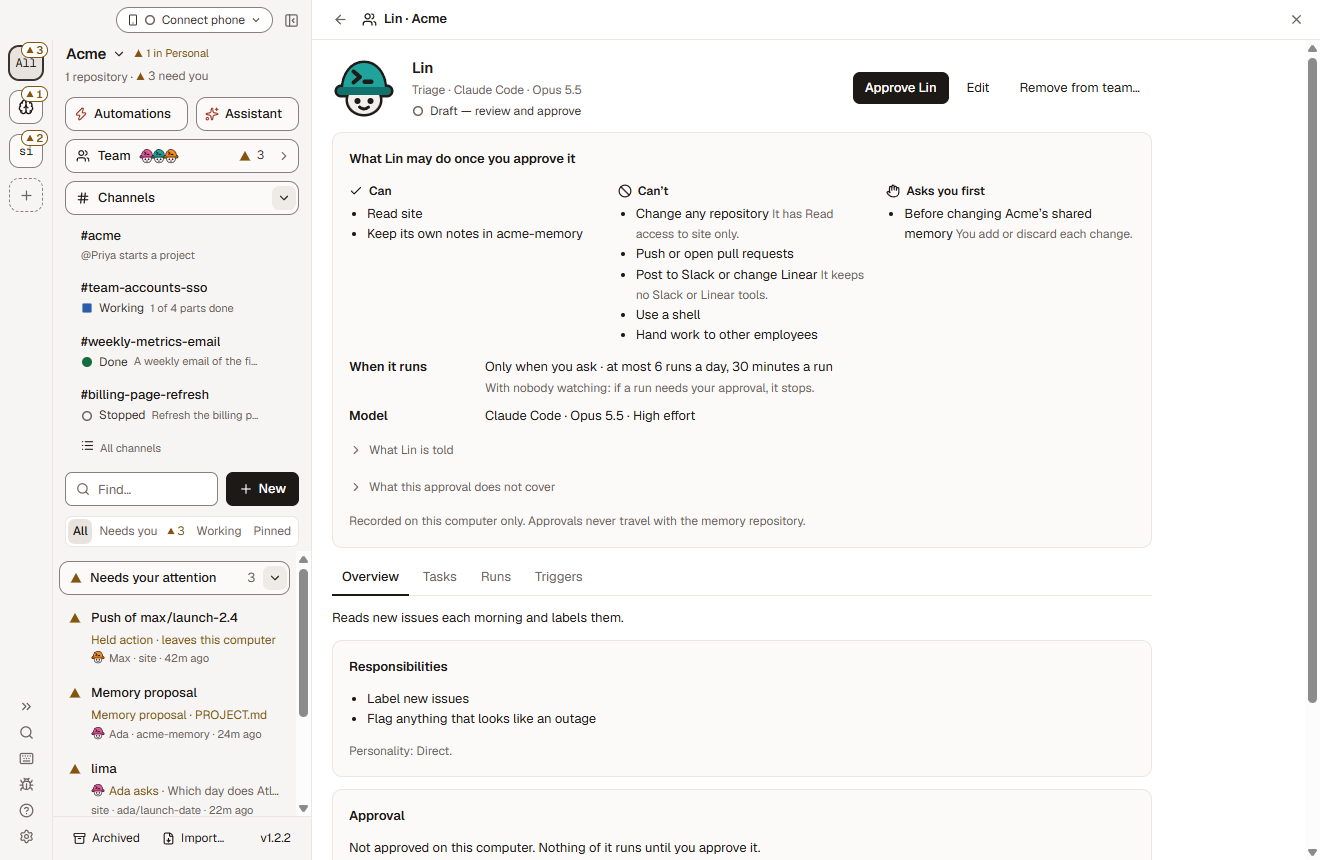 Connect phone
All
3
1
si
2
Acme
1 in Personal
1 repository · 3 need you
Automations
Assistant
Team
3
Channels
#acme
@Priya starts a project
#team-accounts-sso
Working 1 of 4 parts done
#weekly-metrics-email
Done A weekly email of the fi…
#billing-page-refresh
Stopped Refresh the billing p…
All channels
Find…
New
All
Needs you 3
Working
Pinned
Needs your attention 3
Push of max/launch-2.4
Held action · leaves this computer
Max · site · 42m ago
Memory proposal
Memory proposal · PROJECT.md
Ada · acme-memory · 24m ago
lima
Ada asks · Which day does Atl…
site · ada/launch-date · 22m ago
Archived
Import…
v1.2.2
Lin · Acme
Lin
Triage · Claude Code · Opus 5.5
Draft — review and approve
Approve Lin
Edit
Remove from team…
What Lin may do once you approve it
Can
Read site
Keep its own notes in acme-memory
Can’t
Change any repository It has Read
access to site only.
Push or open pull requests
Post to Slack or change Linear It keeps
no Slack or Linear tools.
Use a shell
Hand work to other employees
Asks you first
Before changing Acme’s shared
memory You add or discard each change.
When it runs
Only when you ask · at most 6 runs a day, 30 minutes a run
With nobody watching: if a run needs your approval, it stops.
Model
Claude Code · Opus 5.5 · High effort
What Lin is told
What this approval does not cover
Recorded on this computer only. Approvals never travel with the memory repository.
Overview
Tasks
Runs
Triggers
Reads new issues each morning and labels them.
Responsibilities
Label new issues
Flag anything that looks like an outage
Personality: Direct.
Approval
Not approved on this computer. Nothing of it runs until you approve it.